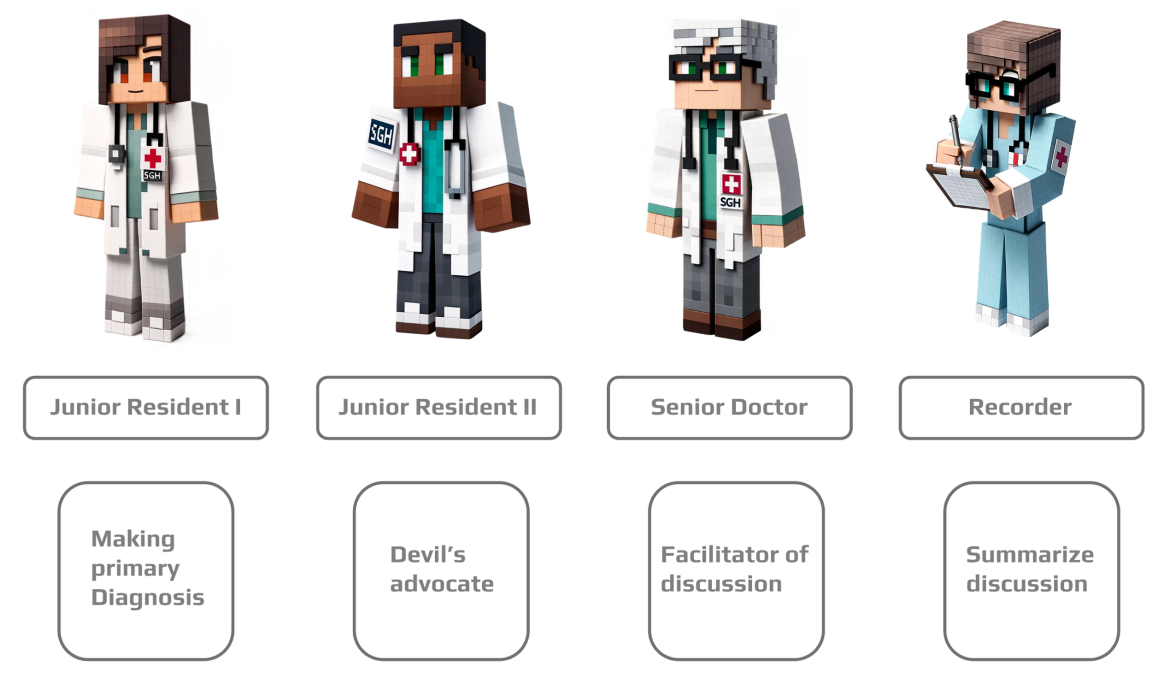 SGH
SGH
SGH
Junior Resident I
Junior Resident II
Senior Doctor
Recorder
Making
primary
Diagnosis
Devil’s
advocate
Facilitator of
discussion
Summarize
discussion